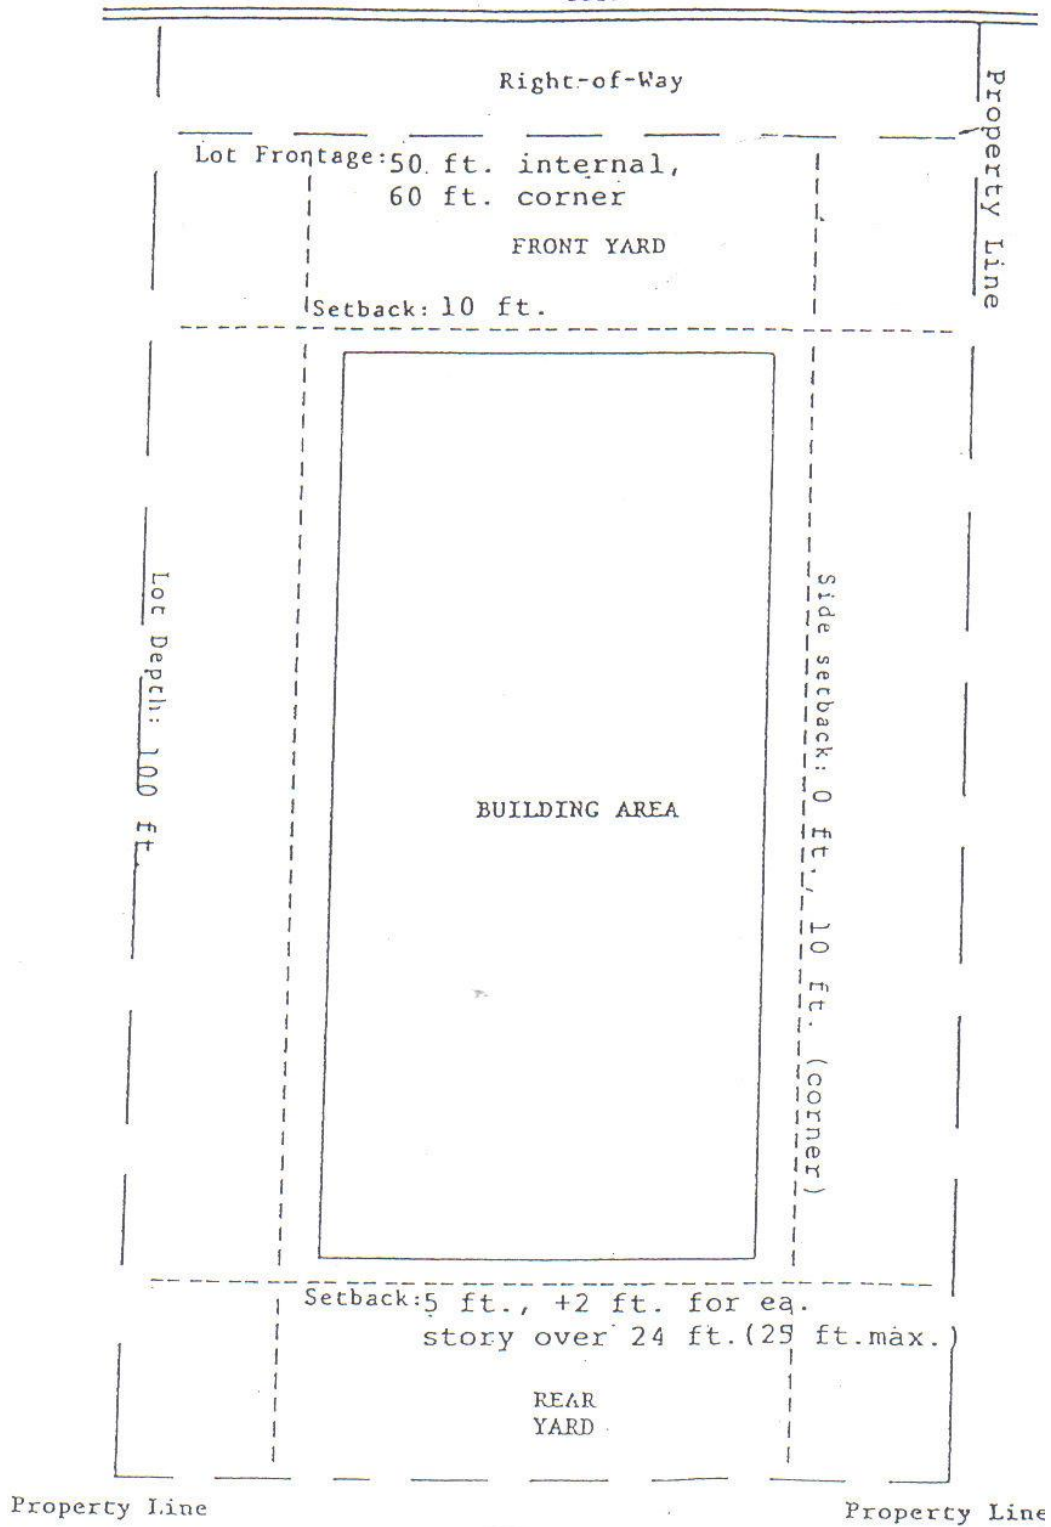 Right-of-Way
Property Line
Lot Frontage: 50 ft. internal,
60 ft. corner
FRONT YARD
Setback: 10 ft.
Lot Depth: 100 ft.
Side setback: 0 ft., 10 ft. (corner)
BUILDING AREA
Setback: 5 ft., +2 ft. for ea.
story over 24 ft.(25 ft.max.)
REAR
YARD
Property Line
Property Line